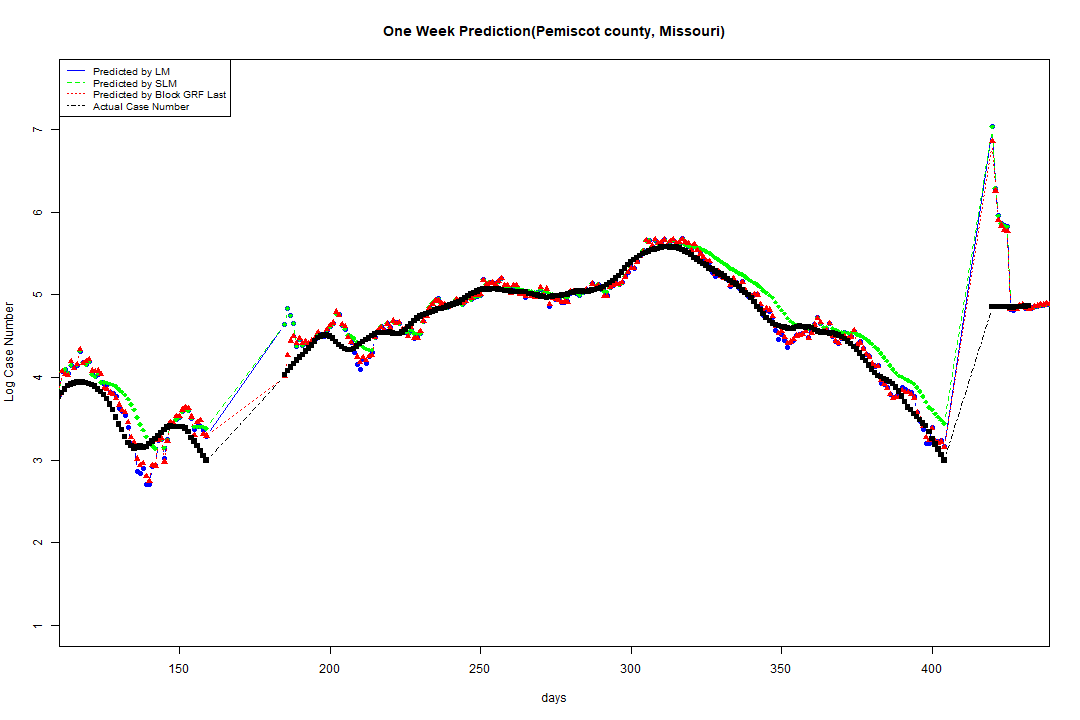 One Week Prediction(Pemiscot county, Missouri)
Predicted by LM
Predicted by SLM
Predicted by Block GRF Last
Actual Case Number
7
6
5
4
3
2
1
Log Case Number
150 200 250 300 350 400
days